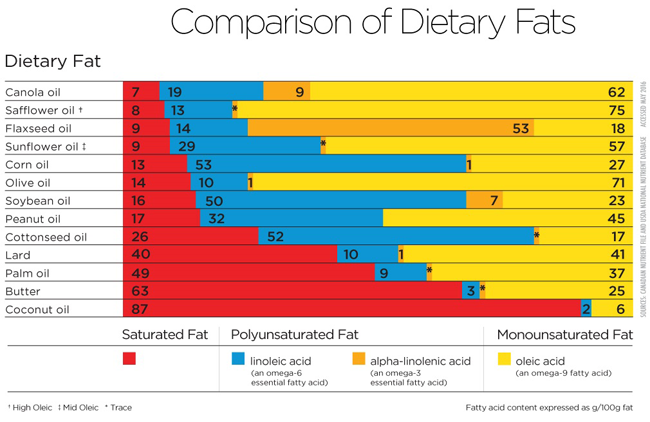 Comparison of Dietary Fats
Dietary Fat
Canola oil 7 19 9 62
Safflower oil † 8 13 * 75
Flaxseed oil 9 14 53 18
Sunflower oil ‡ 9 29 * 57
Corn oil 13 53 1 27
Olive oil 14 10 1 71
Soybean oil 16 50 7 23
Peanut oil 17 32 45
Cottonseed oil 26 52 * 17
Lard 40 10 1 41
Palm oil 49 9 * 37
Butter 63 3 * 25
Coconut oil 87 2 6
SOURCES: CANADIAN NUTRIENT FILE AND USDA NATIONAL NUTRIENT DATABASE ACCESSED MAY 2016
Saturated Fat Polyunsaturated Fat Monounsaturated Fat
linoleic acid alpha-linolenic acid oleic acid
(an omega-6 (an omega-3 (an omega-9 fatty acid)
essential fatty acid) essential fatty acid)
† High Oleic ‡ Mid Oleic * Trace Fatty acid content expressed as g/100g fat